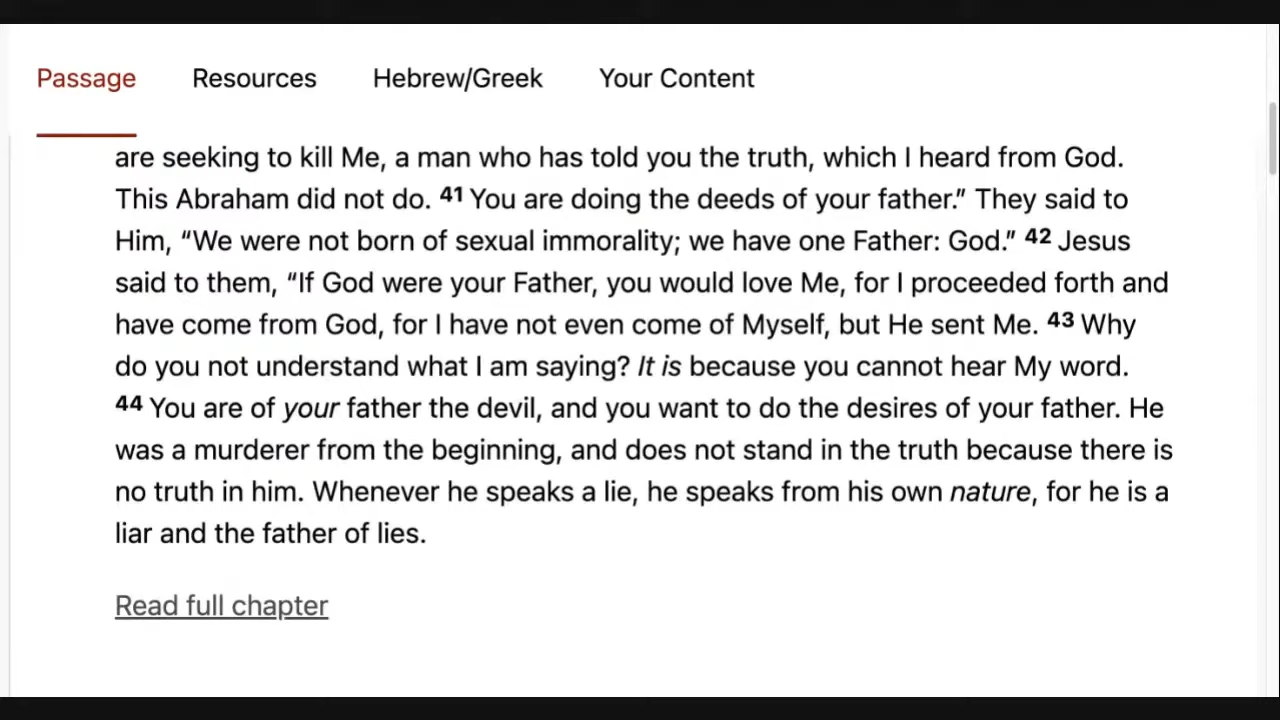 Passage Resources Hebrew/Greek Your Content
are seeking to kill Me, a man who has told you the truth, which I heard from God.
This Abraham did not do. 41 You are doing the deeds of your father.” They said to
Him, “We were not born of sexual immorality; we have one Father: God.” 42 Jesus
said to them, “If God were your Father, you would love Me, for I proceeded forth and
have come from God, for I have not even come of Myself, but He sent Me. 43 Why
do you not understand what I am saying? It is because you cannot hear My word.
44 You are of your father the devil, and you want to do the desires of your father. He
was a murderer from the beginning, and does not stand in the truth because there is
no truth in him. Whenever he speaks a lie, he speaks from his own nature, for he is a
liar and the father of lies.
Read full chapter